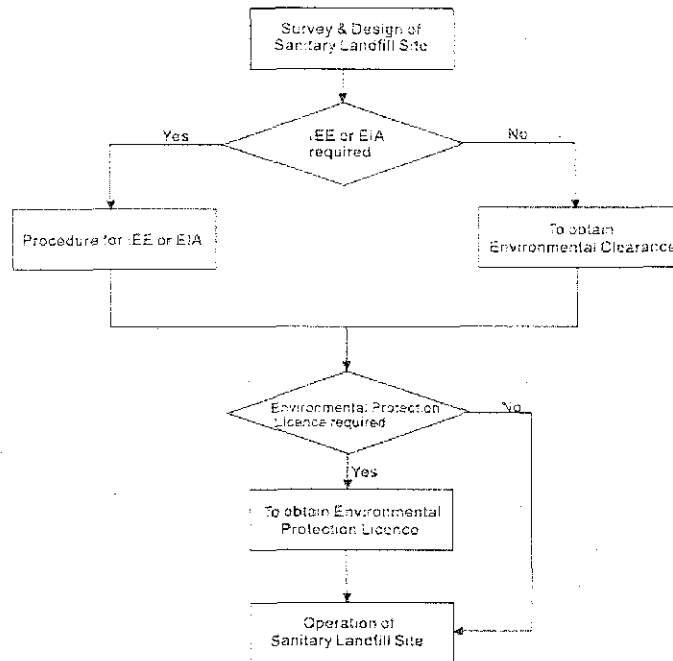 Survey & Design of
Sanitary Landfill Site
Yes
IEE or EIA
required
No
Procedure for IEE or EIA
To obtain
Environmental Clearance
Environmental Protection
Licence required
No
Yes
To obtain Environmental
Protection Licence
Operation of
Sanitary Landfill Site